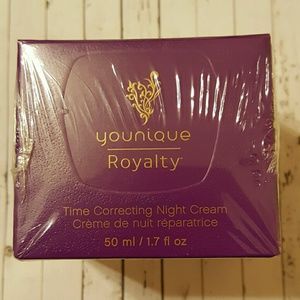 younique
Royalty
Time Correcting Night Cream
Crème de nuit réparatrice
50 ml / 1.7 fl oz